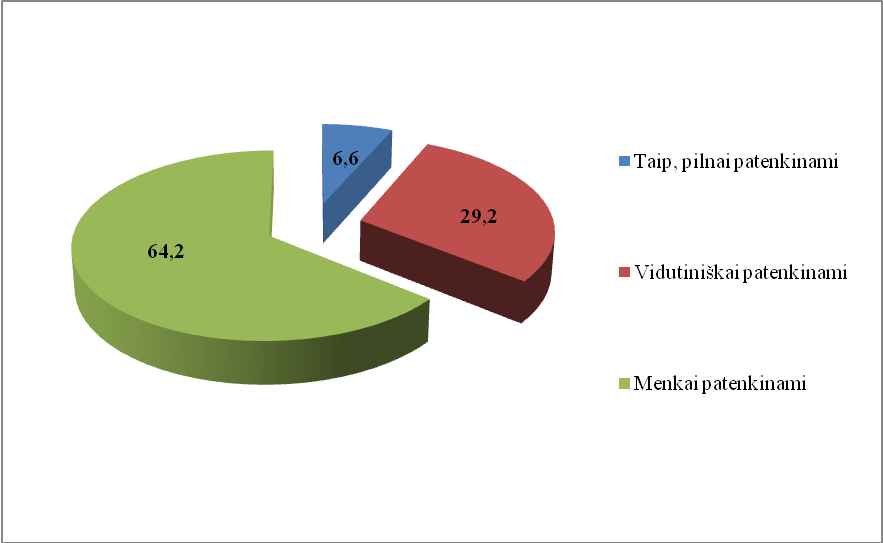 6,6
29,2
64,2
Taip, pilnai patenkinami
Vidutiniškai patenkinami
Menkai patenkinami